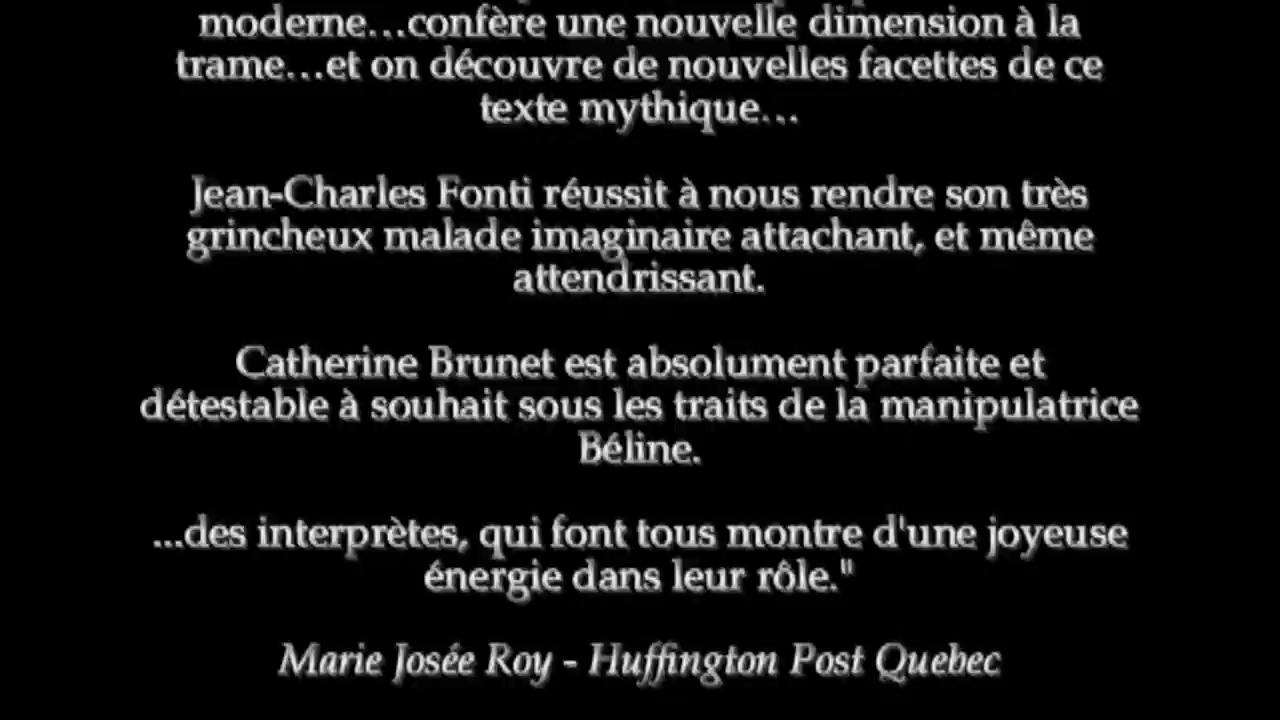 moderne...confère une nouvelle dimension à la
trame...et on découvre de nouvelles facettes de ce
texte mythique...
Jean-Charles Fonti réussit à nous rendre son très
grincheux malade imaginaire attachant, et même
attendrissant.
Catherine Brunet est absolument parfaite et
détestable à souhait sous les traits de la manipulatrice
Béline.
...des interprètes, qui font tous montre d'une joyeuse
énergie dans leur rôle."
Marie Josée Roy - Huffington Post Quebec